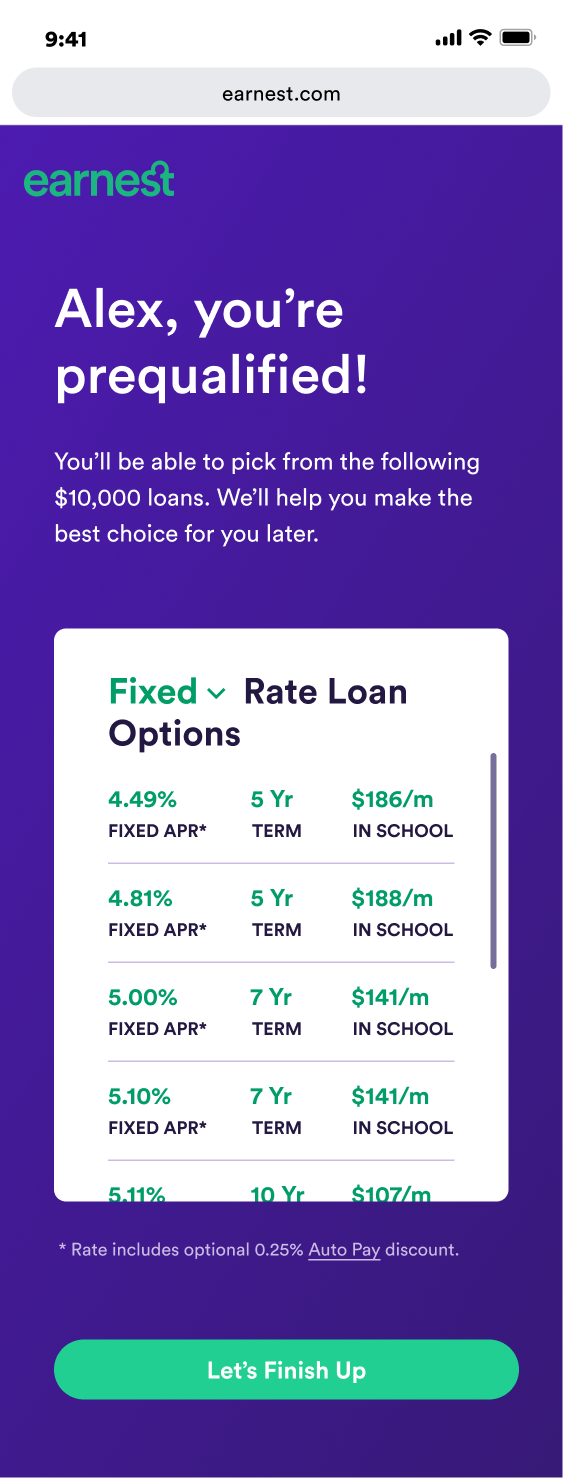 9:41
earnest.com
earnest
Alex, you’re
prequalified!
You’ll be able to pick from the following
$10,000 loans. We’ll help you make the
best choice for you later.
Fixed Rate Loan
Options
4.49% 5 Yr $186/m
FIXED APR* TERM IN SCHOOL
4.81% 5 Yr $188/m
FIXED APR* TERM IN SCHOOL
5.00% 7 Yr $141/m
FIXED APR* TERM IN SCHOOL
5.10% 7 Yr $141/m
FIXED APR* TERM IN SCHOOL
5.11% 10 Yr $107/m
* Rate includes optional 0.25% Auto Pay discount.
Let’s Finish Up